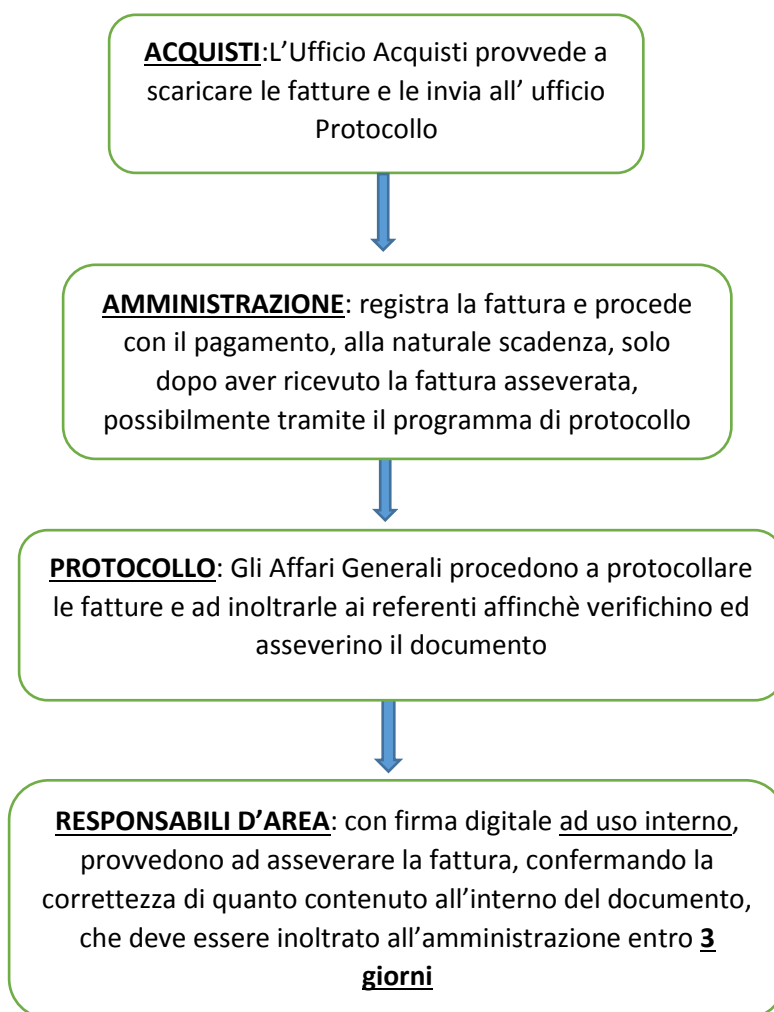 ACQUISTI:L’Ufficio Acquisti provvede a
scaricare le fatture e le invia all’ ufficio
Protocollo
AMMINISTRAZIONE: registra la fattura e procede
con il pagamento, alla naturale scadenza, solo
dopo aver ricevuto la fattura asseverata,
possibilmente tramite il programma di protocollo
PROTOCOLLO: Gli Affari Generali procedono a protocollare
le fatture e ad inoltrarle ai referenti affinchè verifichino ed
asseverino il documento
RESPONSABILI D’AREA: con firma digitale ad uso interno,
provvedono ad asseverare la fattura, confermando la
correttezza di quanto contenuto all’interno del documento,
che deve essere inoltrato all’amministrazione entro 3
giorni